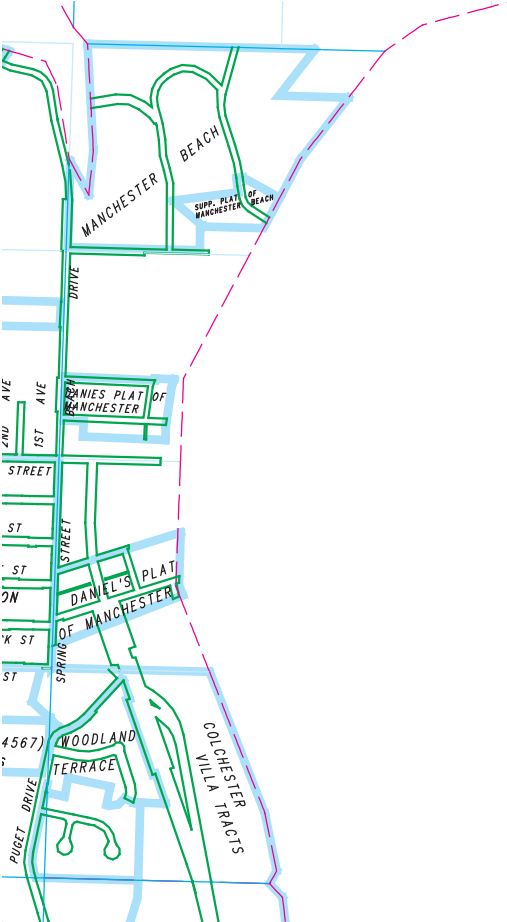 MANCHESTER BEACH
SUPP. PLAT OF
MANCHESTER BEACH
BEACH DRIVE
2ND AVE
1ST AVE
DANIES PLAT OF
MANCHESTER
STREET
ST
ST
ON
CK ST
ST
SPRING STREET
DANIEL'S PLAT
OF MANCHESTER
4567)
WOODLAND
TERRACE
PUGET DRIVE
COLCHESTER
VILLA TRACTS